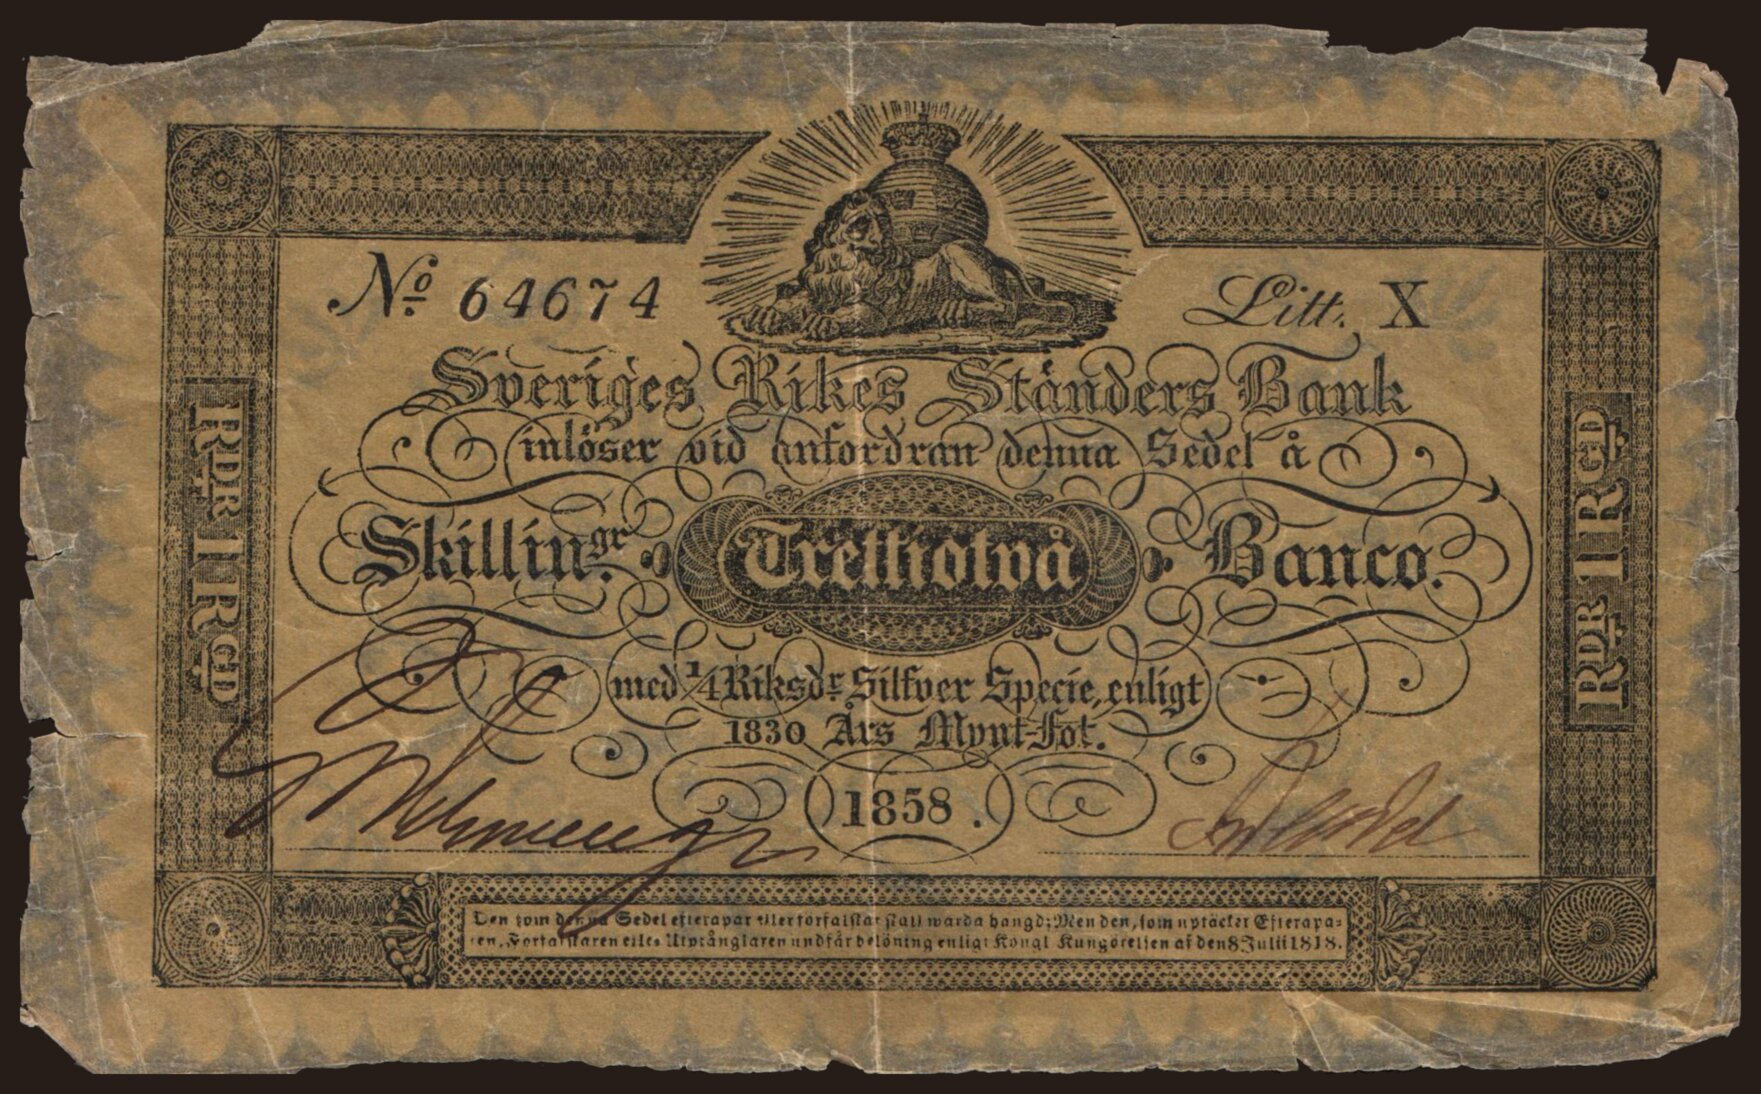 No 64674
Litt. X
Sveriges Rikes Ständers Bank
inlöser vid anfordran denna Sedel å
Skillingr. Trettiotvå Banco.
med 1/4 Riksdr Silfver Specie, enligt
1830 Års Mynt-Fot.
1858.
RDR 1 RGD
RDR 1 RGD
Den som denna Sedel efterapar eller förfalskar skall warda hängd; Men den, som uptäcker Efterapa=
ren, Förfalskaren eller Utprånglaren undfår belöning enligt Kongl Kungörelsen af den 8 Julii 1818.